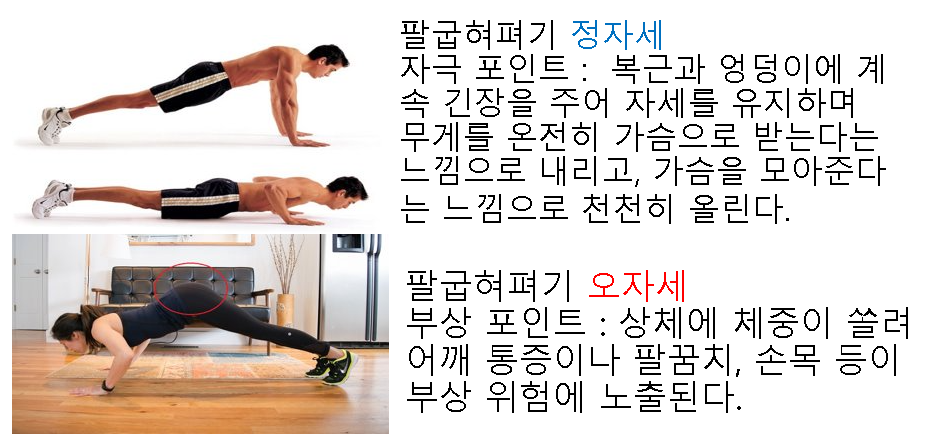 팔굽혀펴기 정자세
자극 포인트 : 복근과 엉덩이에 계
속 긴장을 주어 자세를 유지하며
무게를 온전히 가슴으로 받는다는
느낌으로 내리고, 가슴을 모아준다
는 느낌으로 천천히 올린다.
팔굽혀펴기 오자세
부상 포인트 : 상체에 체중이 쏠려
어깨 통증이나 팔꿈치, 손목 등이
부상 위험에 노출된다.